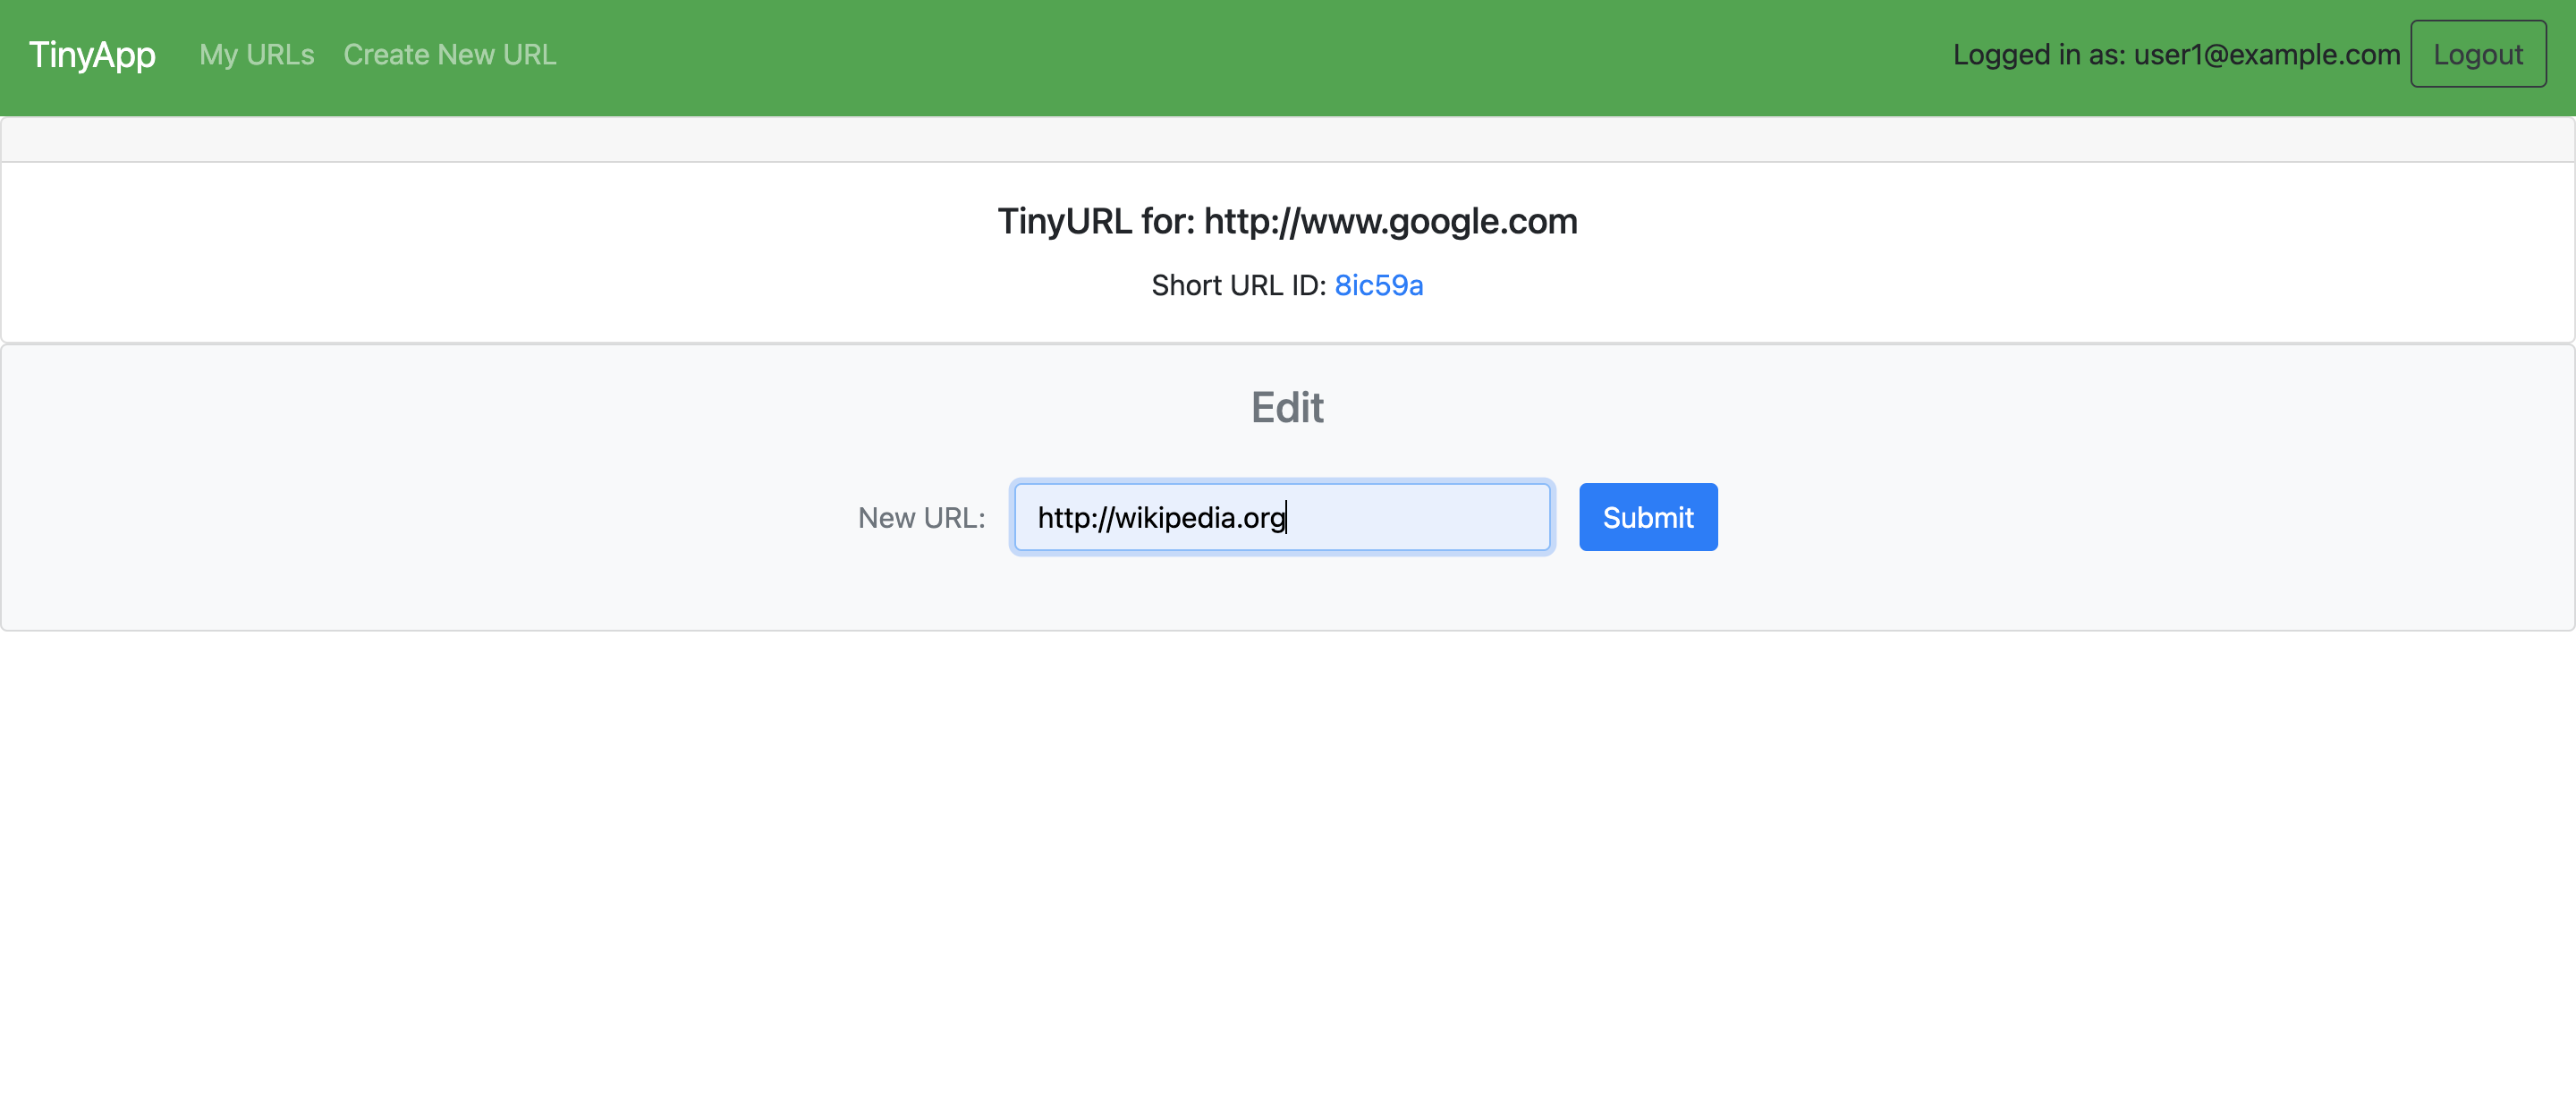 TinyApp My URLs Create New URL Logged in as: user1@example.com Logout
TinyURL for: http://www.google.com
Short URL ID: 8ic59a
Edit
New URL: http://wikipedia.org Submit